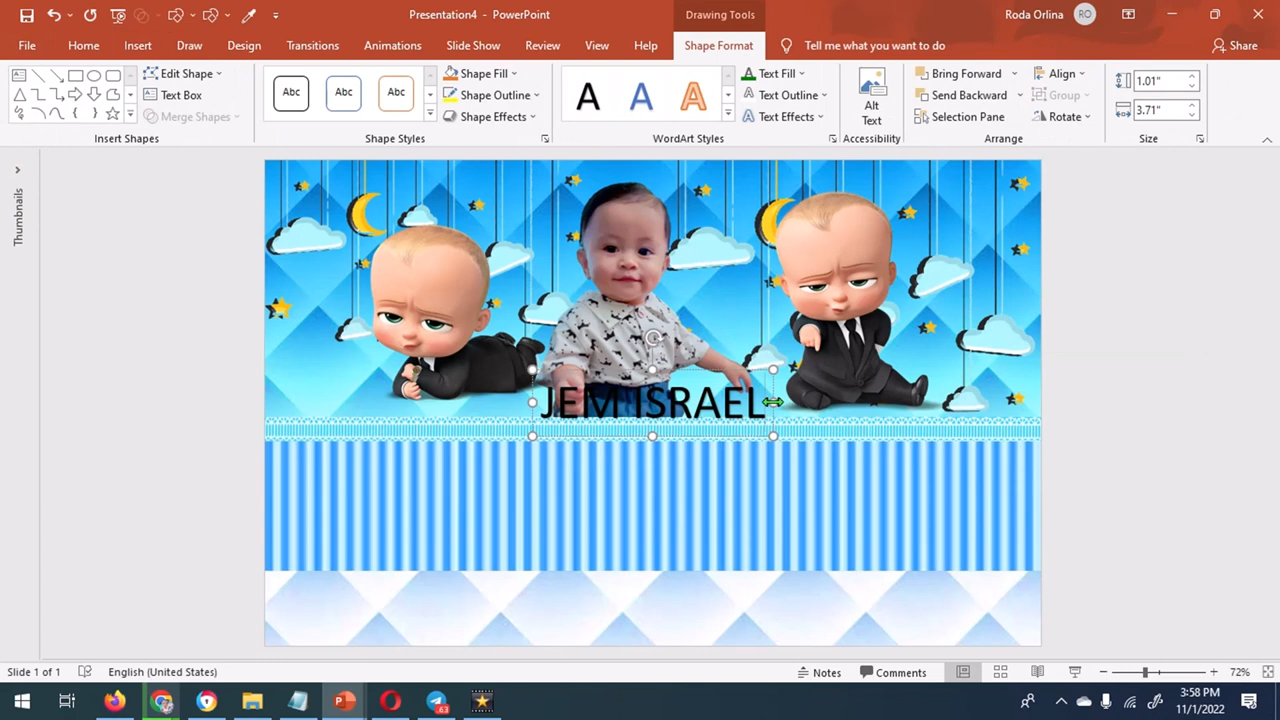 Presentation4 - PowerPoint
Drawing Tools
Roda Orlina
RO
File
Home
Insert
Draw
Design
Transitions
Animations
Slide Show
Review
View
Help
Shape Format
Tell me what you want to do
Share
Edit Shape
Text Box
Merge Shapes
Insert Shapes
Abc
Abc
Abc
Shape Fill
Shape Outline
Shape Effects
Shape Styles
A
A
A
Text Fill
Text Outline
Text Effects
WordArt Styles
Alt
Text
Accessibility
Bring Forward
Send Backward
Selection Pane
Align
Group
Rotate
Arrange
1.01"
3.71"
Size
Thumbnails
JEM ISRAEL
Slide 1 of 1
English (United States)
Notes
Comments
72%
63
3:58 PM
11/1/2022